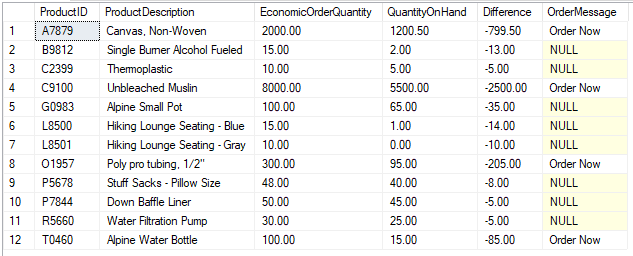 ProductID ProductDescription EconomicOrderQuantity QuantityOnHand Difference OrderMessage
1 A7879 Canvas, Non-Woven 2000.00 1200.50 -799.50 Order Now
2 B9812 Single Burner Alcohol Fueled 15.00 2.00 -13.00 NULL
3 C2399 Thermoplastic 10.00 5.00 -5.00 NULL
4 C9100 Unbleached Muslin 8000.00 5500.00 -2500.00 Order Now
5 G0983 Alpine Small Pot 100.00 65.00 -35.00 NULL
6 L8500 Hiking Lounge Seating - Blue 15.00 1.00 -14.00 NULL
7 L8501 Hiking Lounge Seating - Gray 10.00 0.00 -10.00 NULL
8 O1957 Poly pro tubing, 1/2" 300.00 95.00 -205.00 Order Now
9 P5678 Stuff Sacks - Pillow Size 48.00 40.00 -8.00 NULL
10 P7844 Down Baffle Liner 50.00 45.00 -5.00 NULL
11 R5660 Water Filtration Pump 30.00 25.00 -5.00 NULL
12 T0460 Alpine Water Bottle 100.00 15.00 -85.00 Order Now